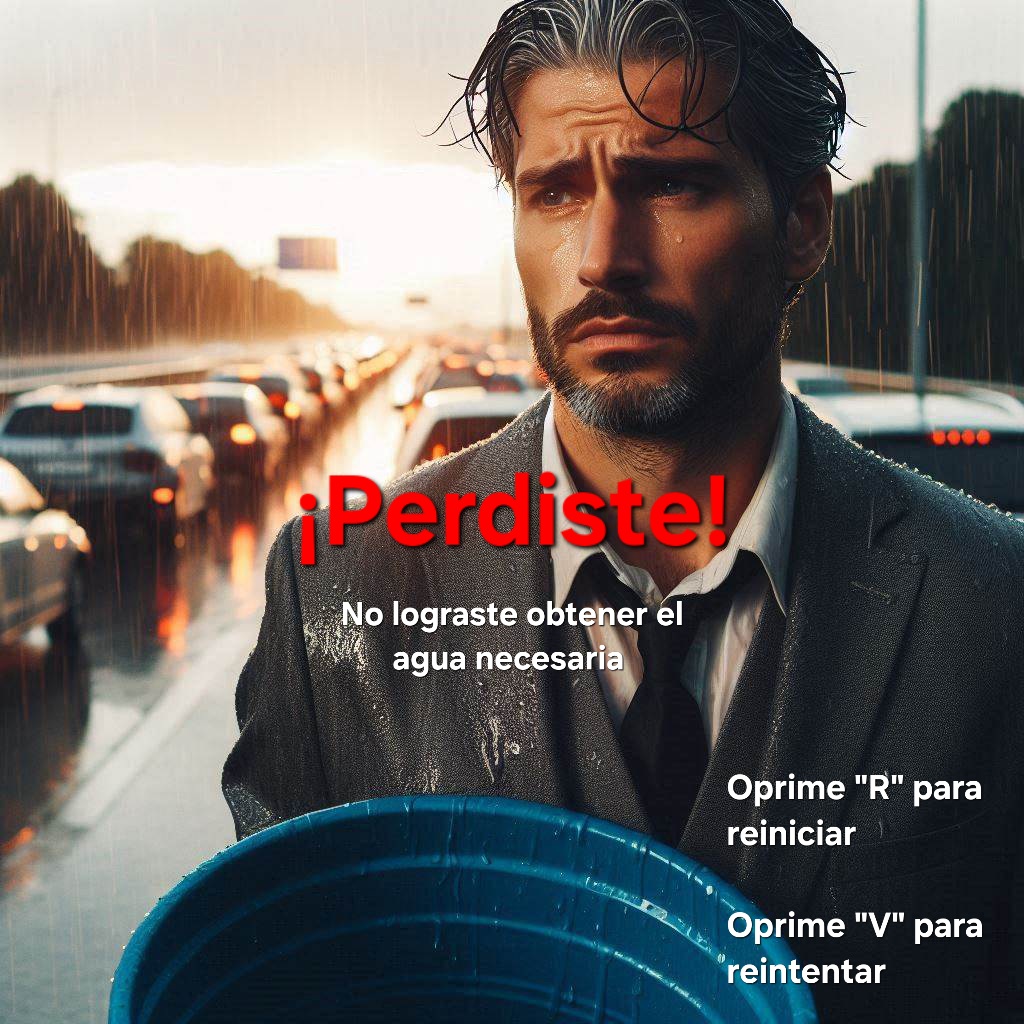 ¡Perdiste!
No lograste obtener el
agua necesaria
Oprime "R" para
reiniciar
Oprime "V" para
reintentar